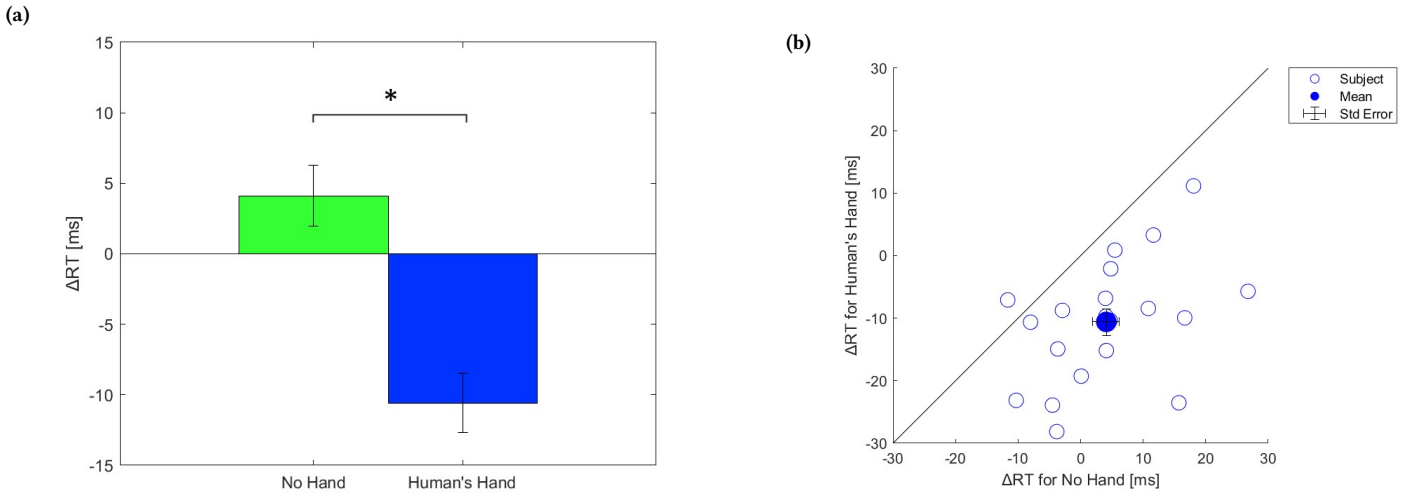 (a)
15
10
5
0
-5
-10
-15
ΔRT [ms]
*
No Hand
Human's Hand
(b)
30
20
10
0
-10
-20
-30
ΔRT for Human's Hand [ms]
-30 -20 -10 0 10 20 30
ΔRT for No Hand [ms]
Subject
Mean
Std Error